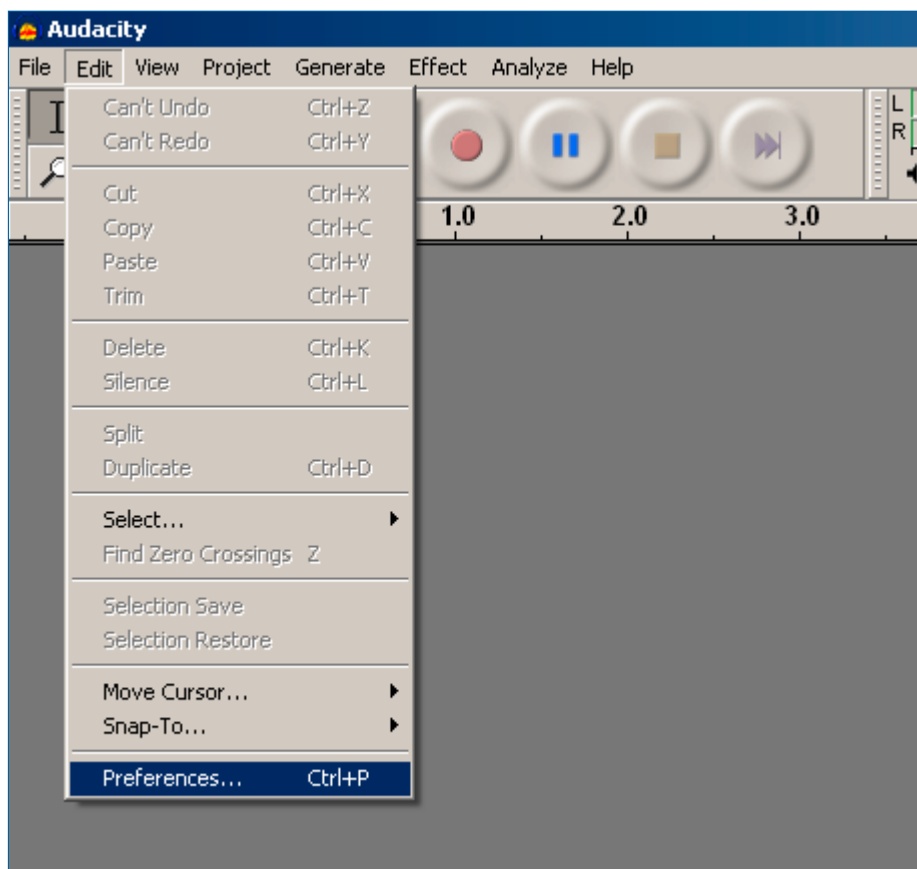 Audacity
File Edit View Project Generate Effect Analyze Help
Can't Undo Ctrl+Z
Can't Redo Ctrl+Y
L
R
Cut Ctrl+X
1.0 2.0 3.0
Copy Ctrl+C
Paste Ctrl+V
Trim Ctrl+T
Delete Ctrl+K
Silence Ctrl+L
Split
Duplicate Ctrl+D
Select...
Find Zero Crossings Z
Selection Save
Selection Restore
Move Cursor...
Snap-To...
Preferences... Ctrl+P